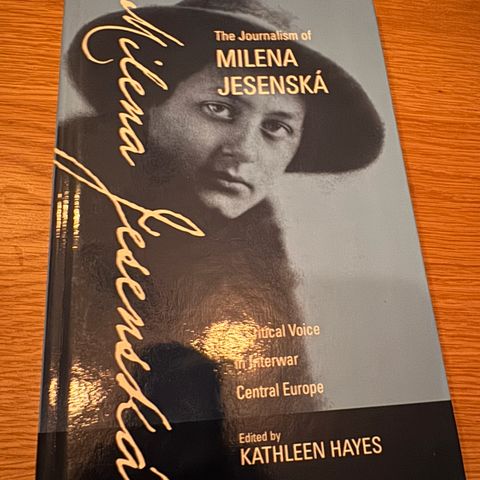 The Journalism of
MILENA
JESENSKÁ
Milena Jesenská
Critical Voice
in Interwar
Central Europe
Edited by
KATHLEEN HAYES